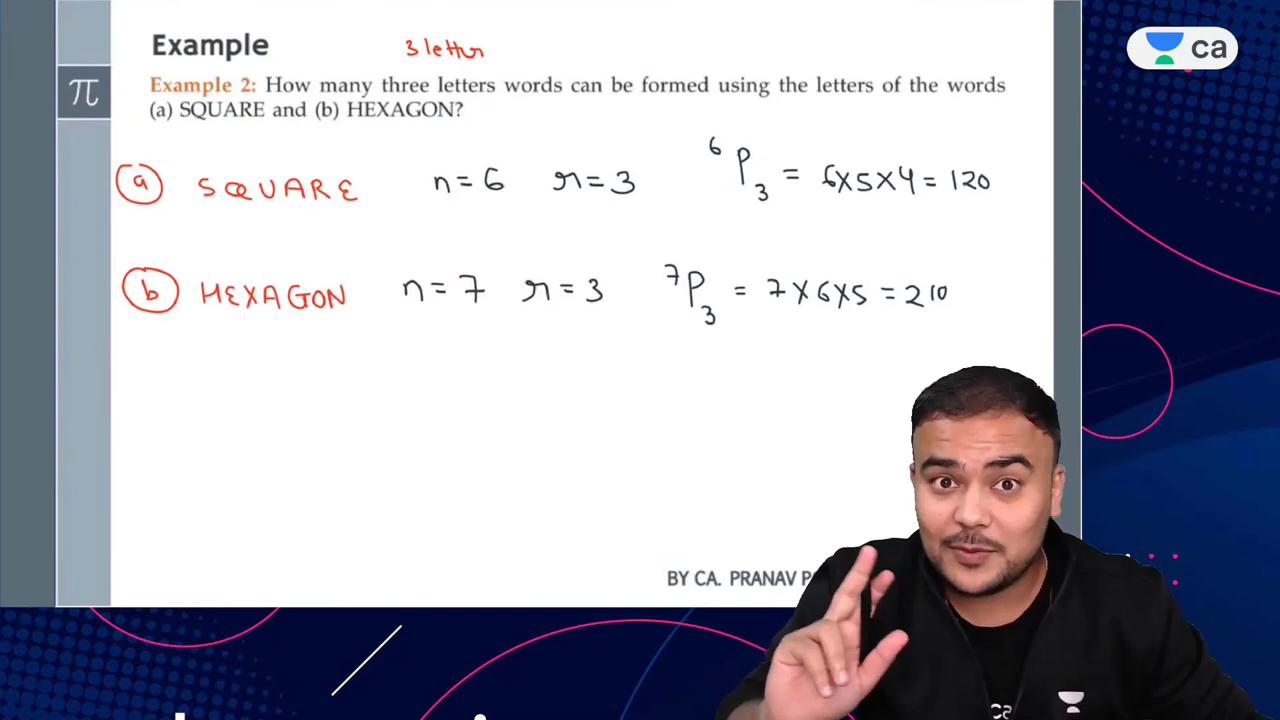 Example
3 letter
ca
Example 2: How many three letters words can be formed using the letters of the words
π
(a) SQUARE and (b) HEXAGON?
a SQUARE n = 6 r = 3 6P3 = 6×5×4 = 120
b HEXAGON n = 7 r = 3 7P3 = 7×6×5 = 210
BY CA. PRANAV